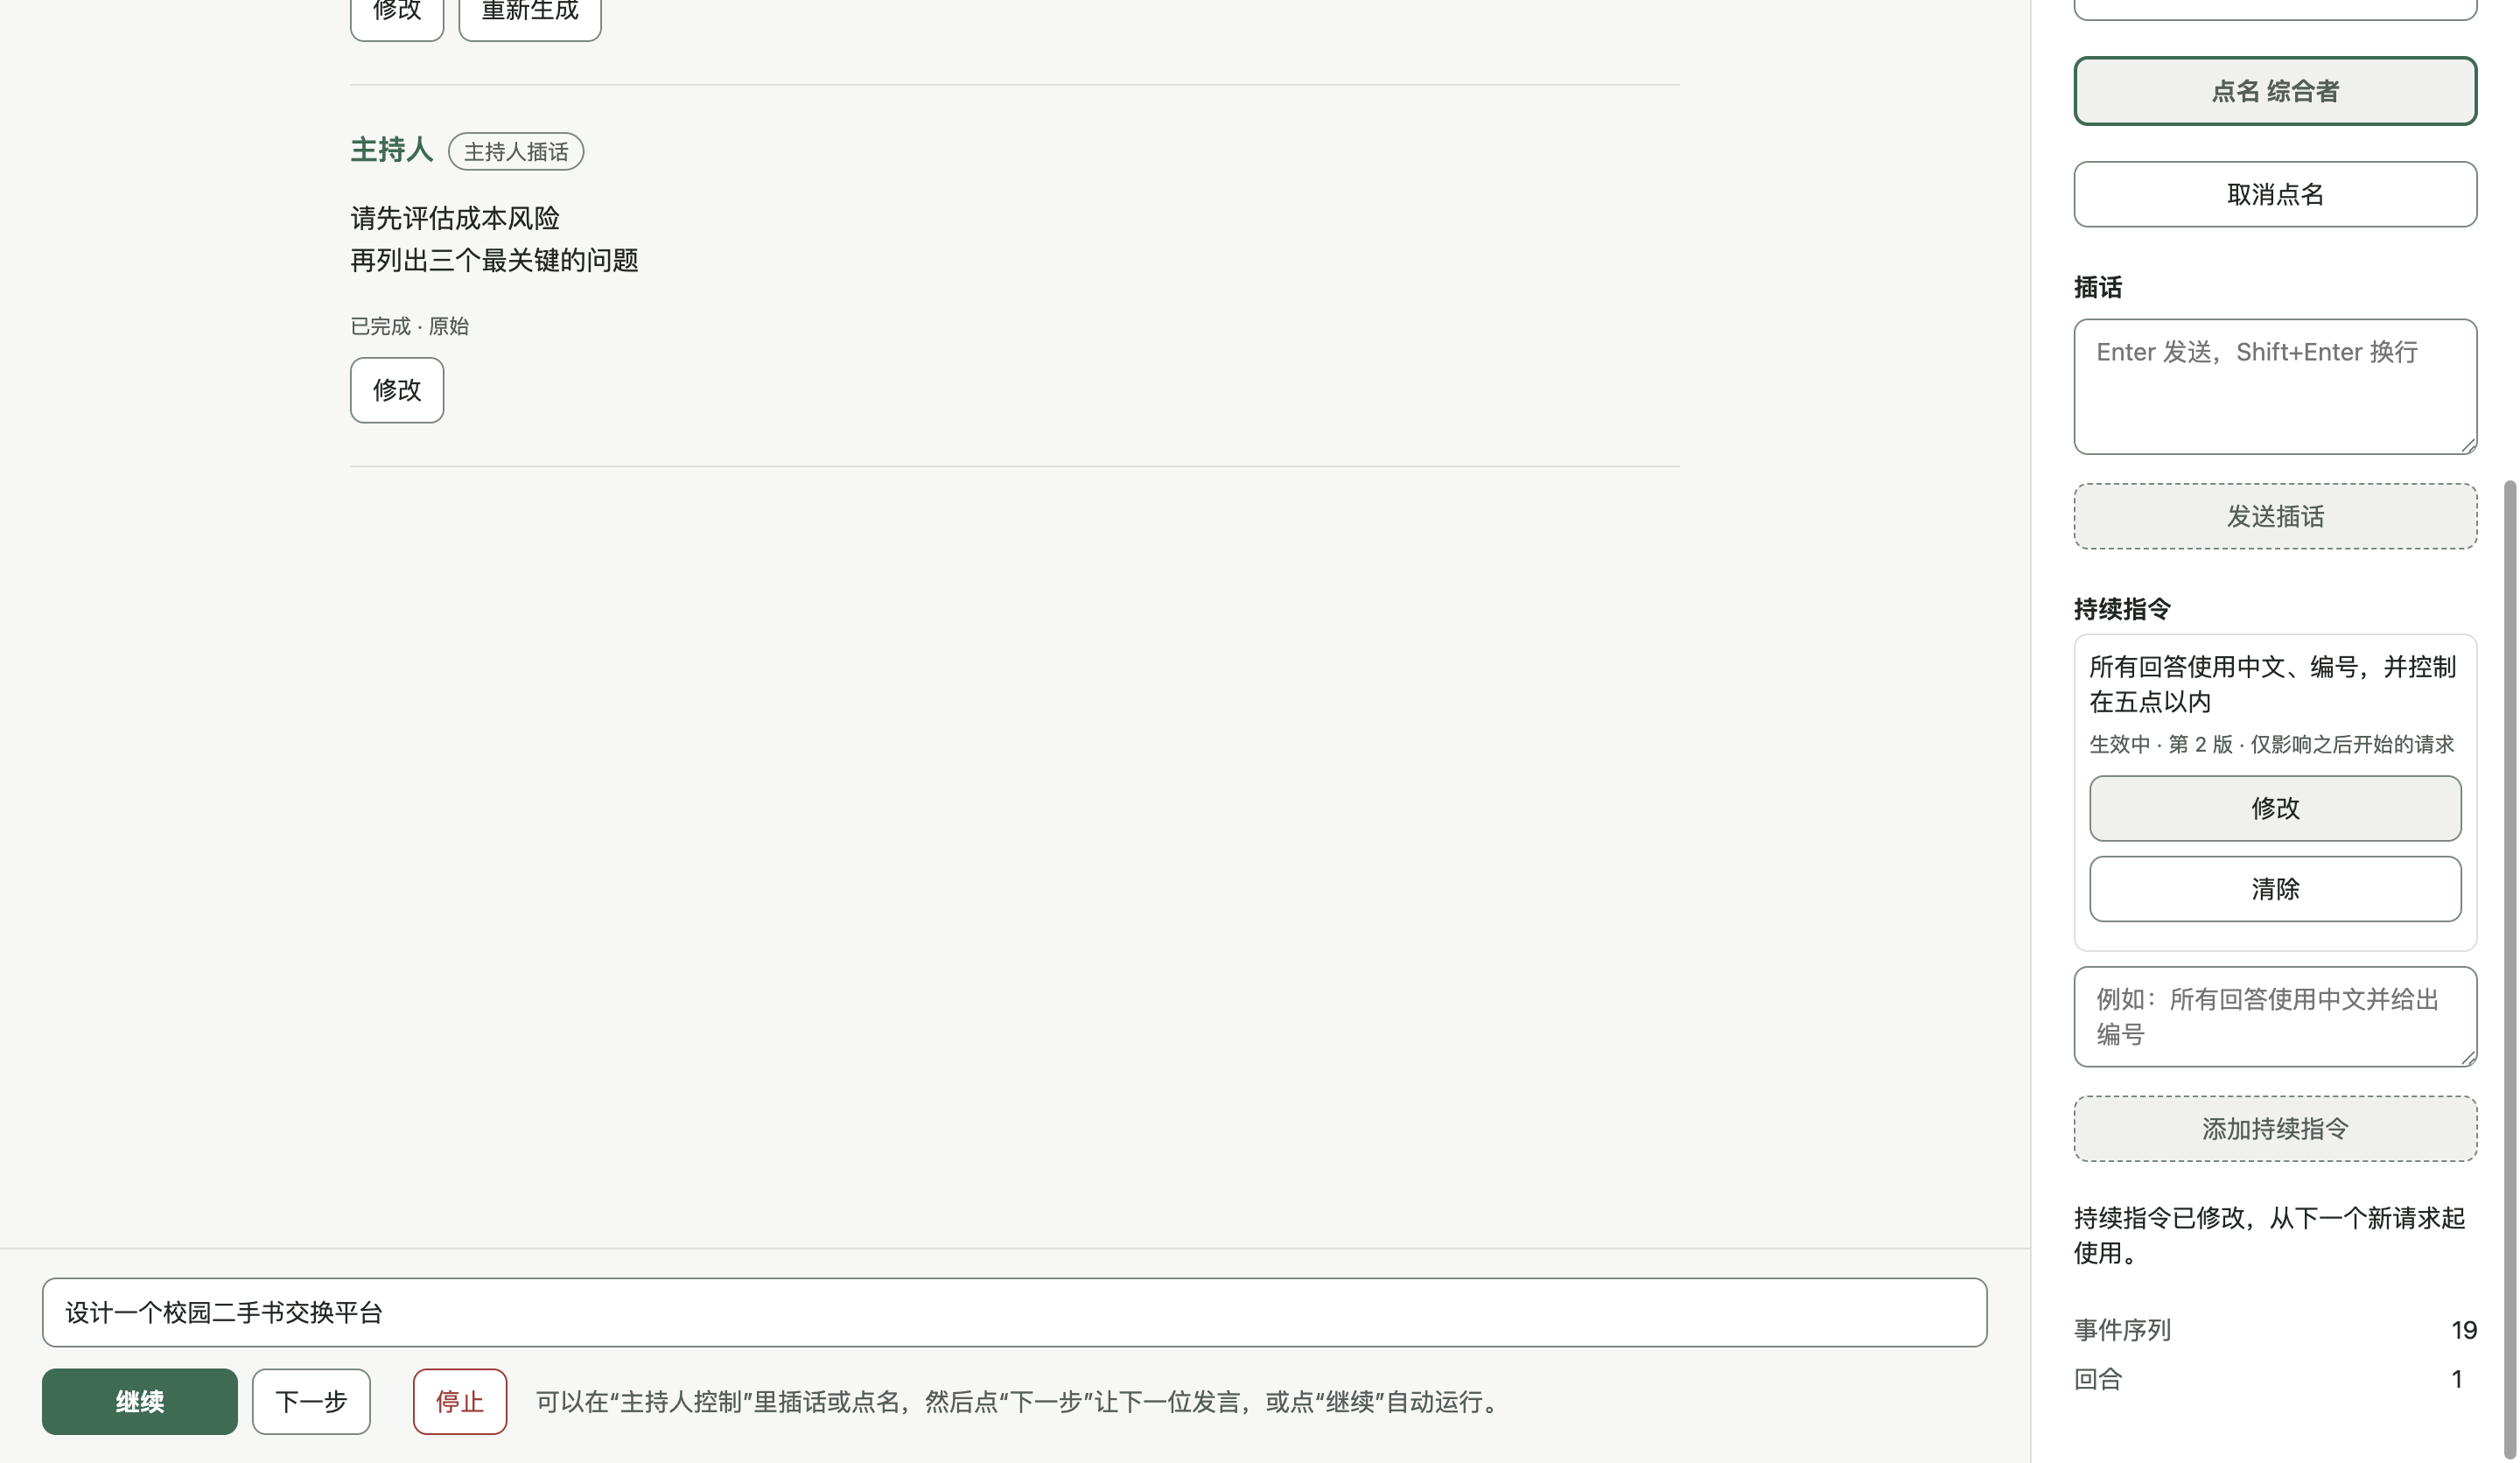 修改 重新生成
主持人 主持人插话
请先评估成本风险
再列出三个最关键的问题
已完成 · 原始
修改
设计一个校园二手书交换平台
继续 下一步 停止 可以在“主持人控制”里插话或点名，然后点“下一步”让下一位发言，或点“继续”自动运行。
点名 综合者
取消点名
插话
Enter 发送，Shift+Enter 换行
发送插话
持续指令
所有回答使用中文、编号，并控制
在五点以内
生效中 · 第 2 版 · 仅影响之后开始的请求
修改
清除
例如：所有回答使用中文并给出
编号
添加持续指令
持续指令已修改，从下一个新请求起
使用。
事件序列 19
回合 1